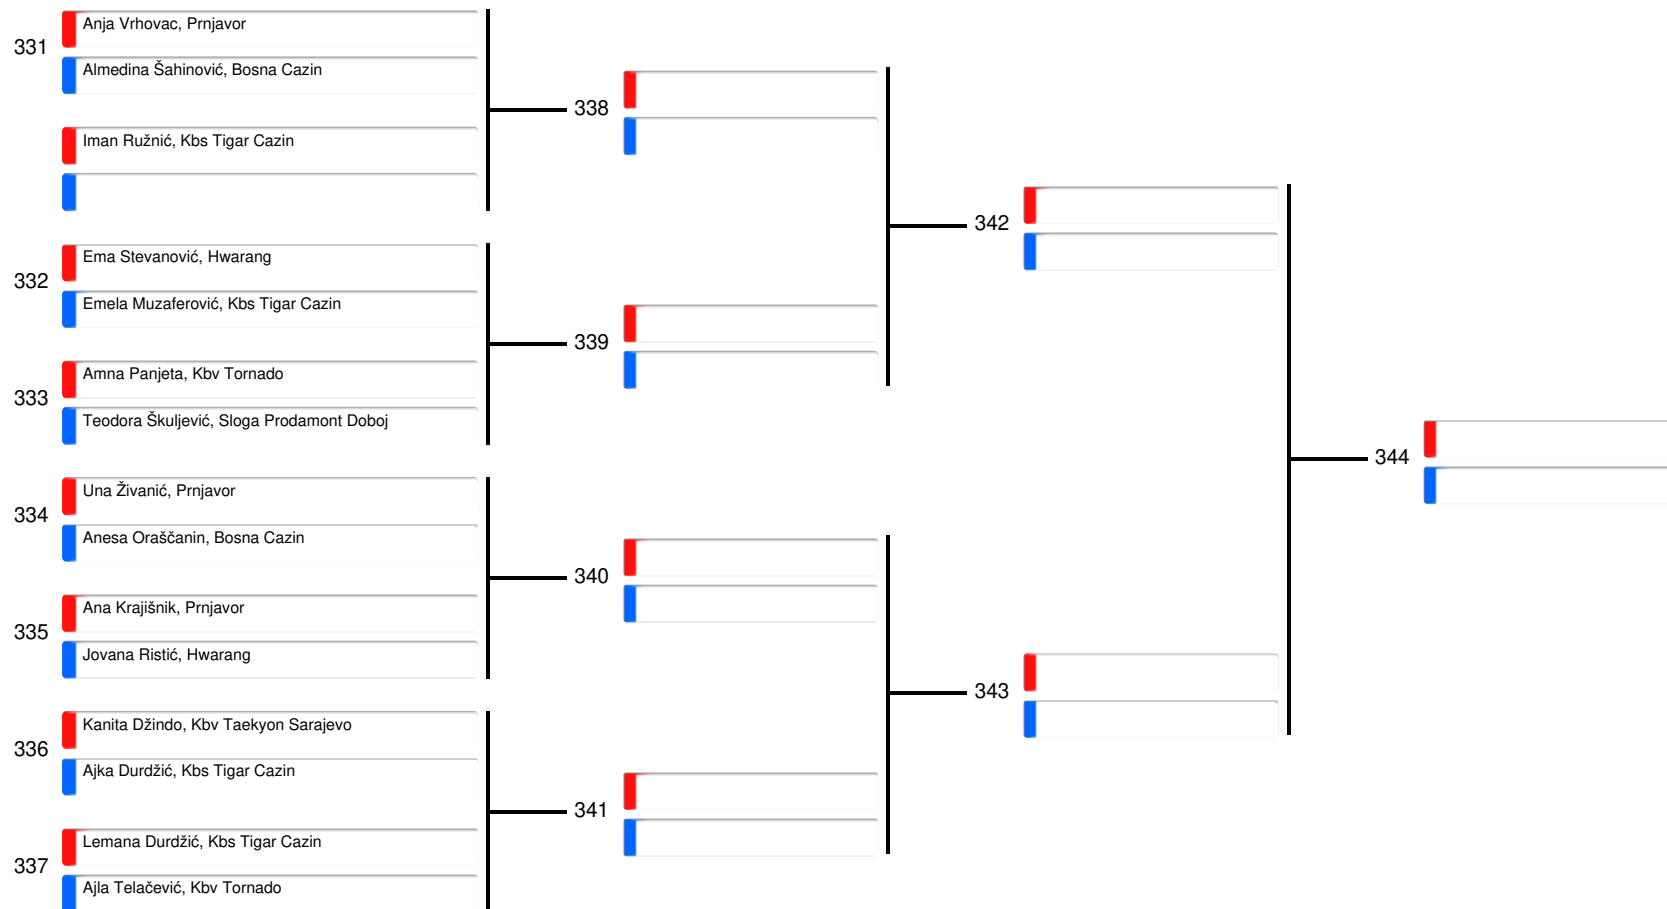 331
Anja Vrhovac, Prnjavor
Almedina Šahinović, Bosna Cazin
Iman Ružnić, Kbs Tigar Cazin
332
Ema Stevanović, Hwarang
Emela Muzaferović, Kbs Tigar Cazin
333
Amna Panjeta, Kbv Tornado
Teodora Škuljević, Sloga Prodamont Doboj
334
Una Živanić, Prnjavor
Anesa Oraščanin, Bosna Cazin
335
Ana Krajišnik, Prnjavor
Jovana Ristić, Hwarang
336
Kanita Džindo, Kbv Taekyon Sarajevo
Ajka Durdžić, Kbs Tigar Cazin
337
Lemana Durdžić, Kbs Tigar Cazin
Ajla Telačević, Kbv Tornado
338
339
340
341
342
343
344